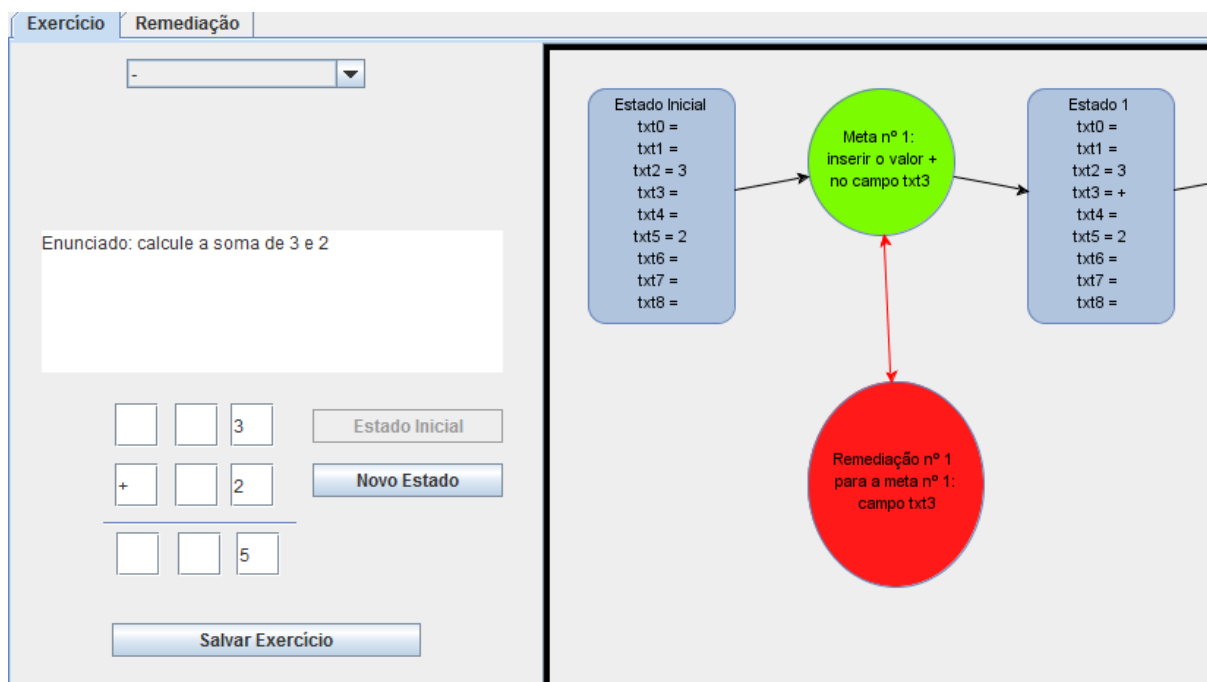 Exercício
Remediação
-
Enunciado: calcule a soma de 3 e 2
3
Estado Inicial
+
2
Novo Estado
5
Salvar Exercício
Estado Inicial
txt0 =
txt1 =
txt2 = 3
txt3 =
txt4 =
txt5 = 2
txt6 =
txt7 =
txt8 =
Meta nº 1:
inserir o valor +
no campo txt3
Estado 1
txt0 =
txt1 =
txt2 = 3
txt3 = +
txt4 =
txt5 = 2
txt6 =
txt7 =
txt8 =
Remediação nº 1
para a meta nº 1:
campo txt3